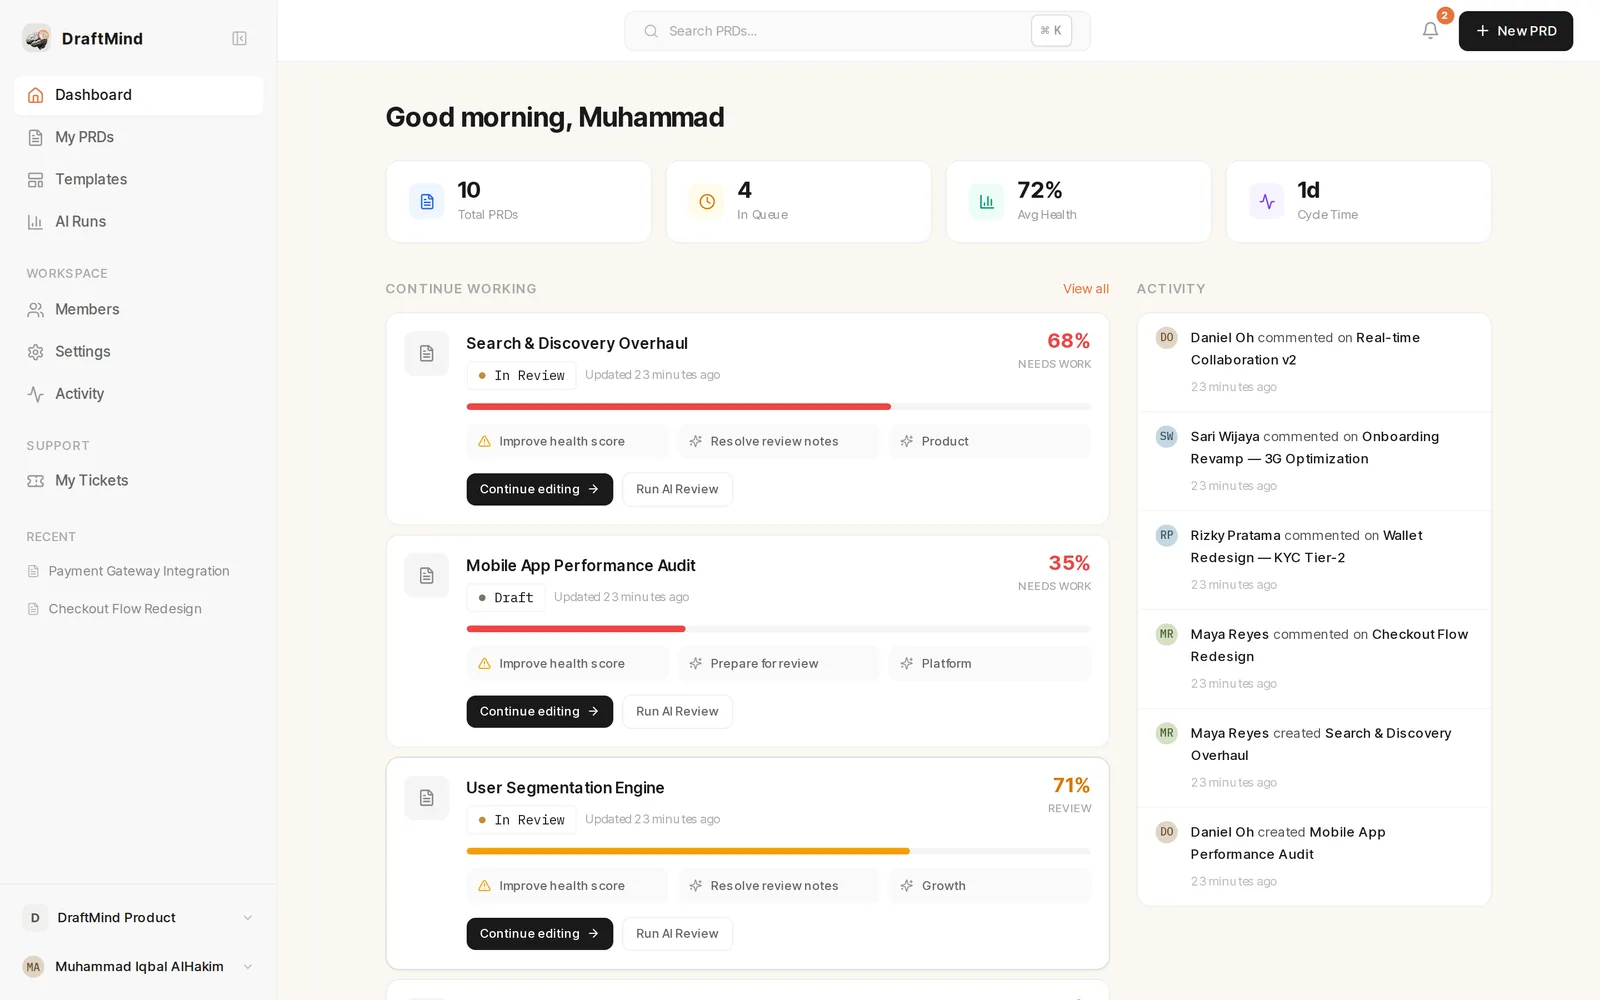 DraftMind
Search PRDs...
⌘ K
2
New PRD
Dashboard
My PRDs
Templates
AI Runs
WORKSPACE
Members
Settings
Activity
SUPPORT
My Tickets
RECENT
Payment Gateway Integration
Checkout Flow Redesign
D
DraftMind Product
MA
Muhammad Iqbal AlHakim
Good morning, Muhammad
10
Total PRDs
4
In Queue
72%
Avg Health
1d
Cycle Time
CONTINUE WORKING
View all
Search & Discovery Overhaul
68%
NEEDS WORK
In Review
Updated 23 minutes ago
Improve health score
Resolve review notes
Product
Continue editing
Run AI Review
Mobile App Performance Audit
35%
NEEDS WORK
Draft
Updated 23 minutes ago
Improve health score
Prepare for review
Platform
Continue editing
Run AI Review
User Segmentation Engine
71%
REVIEW
In Review
Updated 23 minutes ago
Improve health score
Resolve review notes
Growth
Continue editing
Run AI Review
ACTIVITY
DO
Daniel Oh commented on Real-time
Collaboration v2
23 minutes ago
SW
Sari Wijaya commented on Onboarding
Revamp — 3G Optimization
23 minutes ago
RP
Rizky Pratama commented on Wallet
Redesign — KYC Tier-2
23 minutes ago
MR
Maya Reyes commented on Checkout Flow
Redesign
23 minutes ago
MR
Maya Reyes created Search & Discovery
Overhaul
23 minutes ago
DO
Daniel Oh created Mobile App
Performance Audit
23 minutes ago